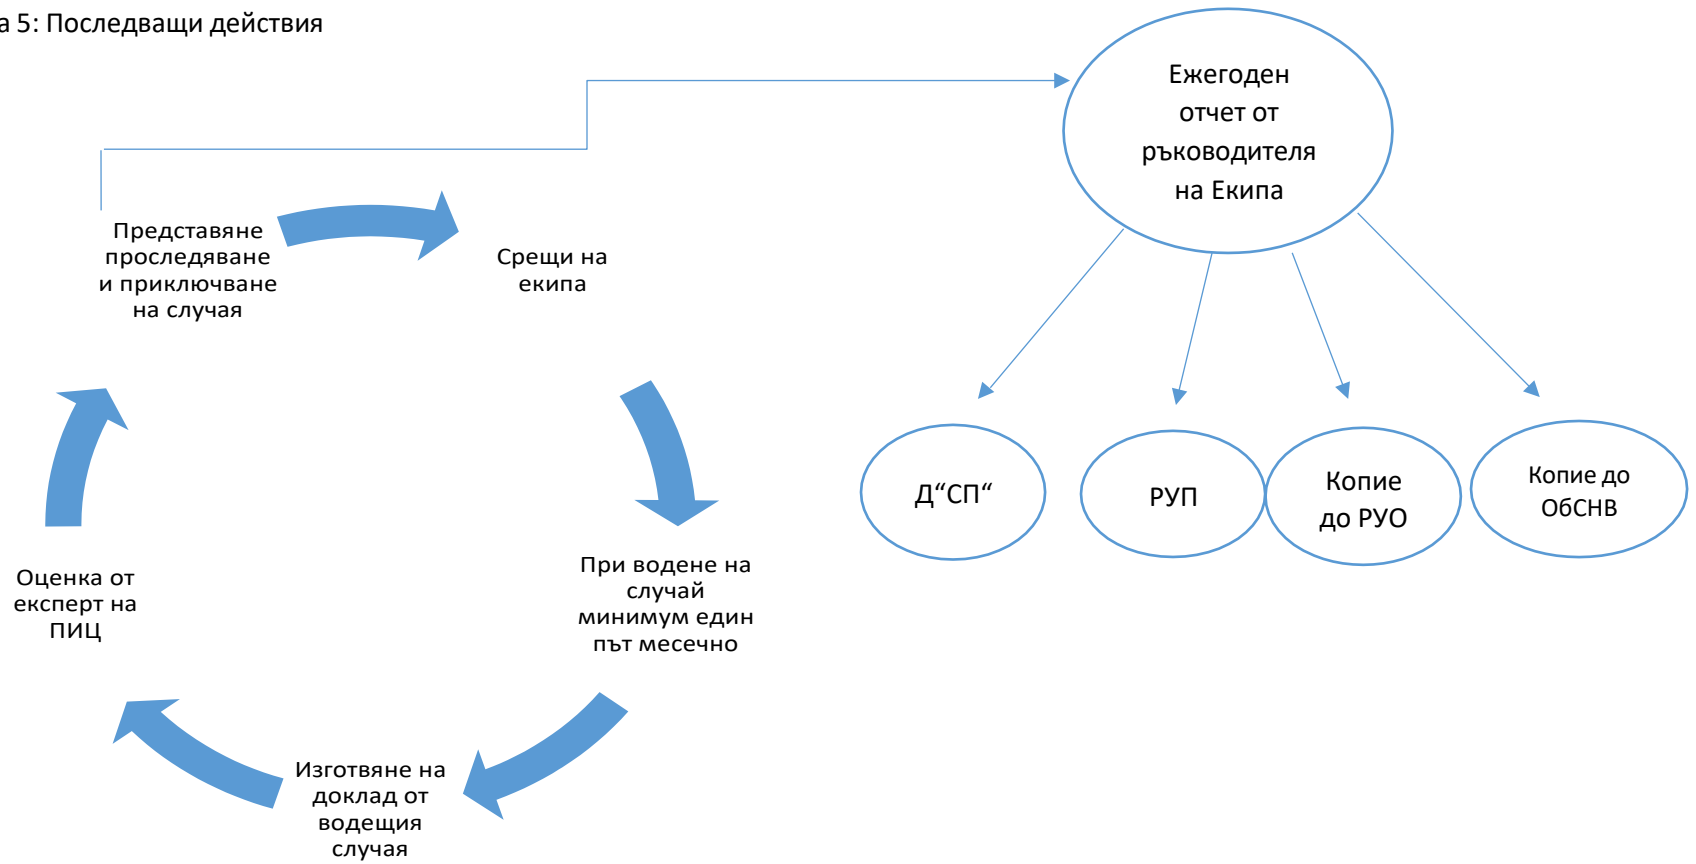 а 5: Последващи действия
Ежегоден
отчет от
ръководителя
на Екипа
Представяне
проследяване
и приключване
на случая
Срещи на
екипа
При водене на
случай
минимум един
път месечно
Изготвяне на
доклад от
водещия
случая
Оценка от
експерт на
ПИЦ
Д“СП“
РУП
Копие
до РУО
Копие до
ОбСНВ